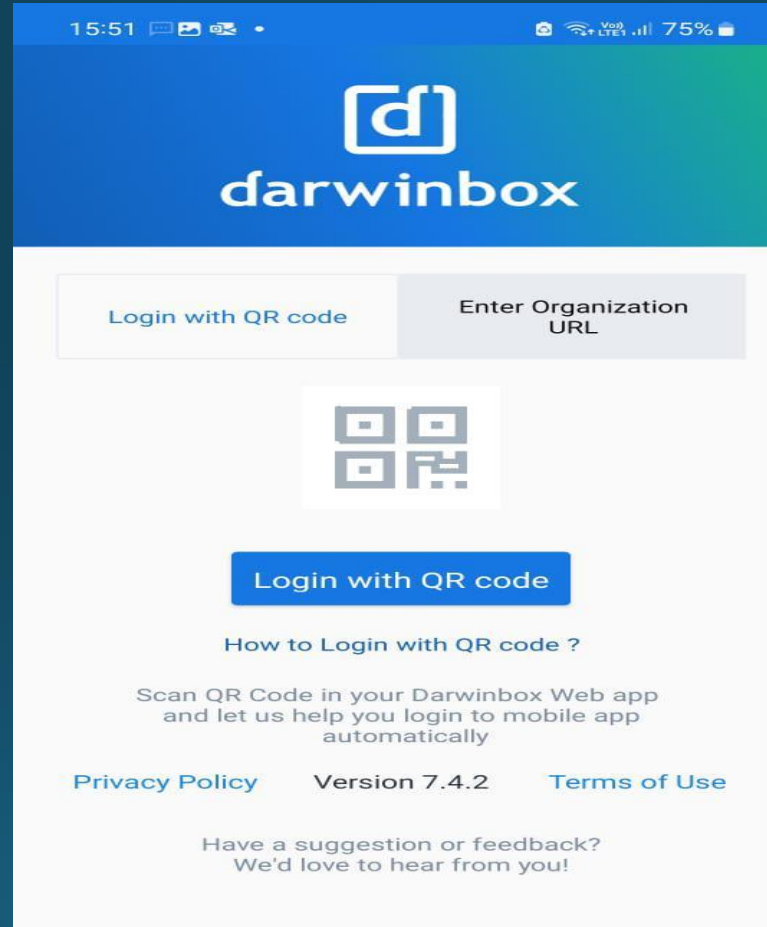 15:51
Vo))
LTE1
75%
darwinbox
Login with QR code
Enter Organization
URL
Login with QR code
How to Login with QR code ?
Scan QR Code in your Darwinbox Web app
and let us help you login to mobile app
automatically
Privacy Policy Version 7.4.2 Terms of Use
Have a suggestion or feedback?
We'd love to hear from you!